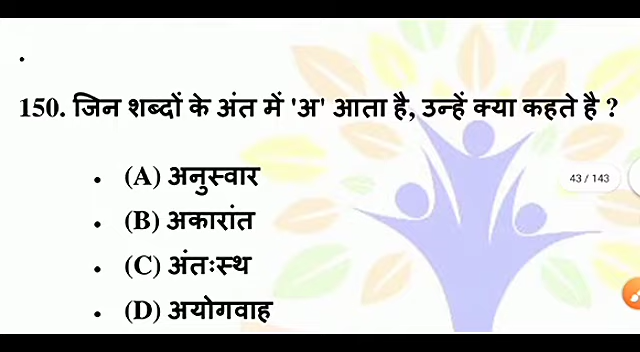 .
150. जिन शब्दों के अंत में 'अ' आता है, उन्हें क्या कहते है ?
• (A) अनुस्वार
43 / 143
• (B) अकारांत
• (C) अंतःस्थ
• (D) अयोगवाह